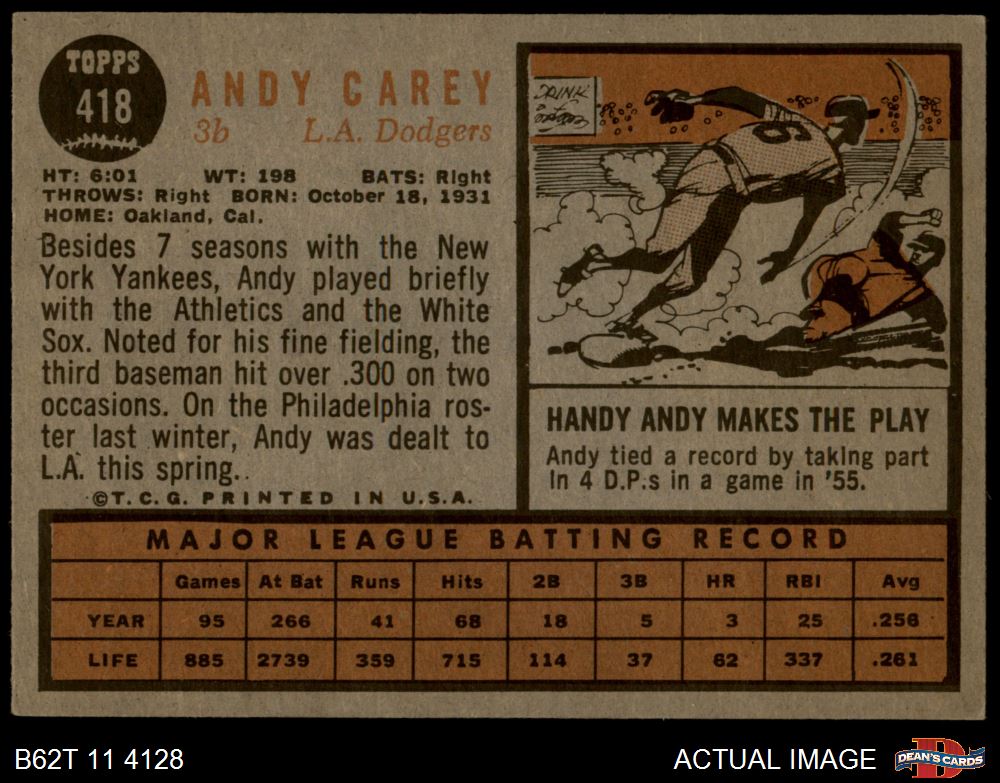 TOPPS
418
ANDY CAREY
3b L.A. Dodgers
HT: 6:01 WT: 198 BATS: Right
THROWS: Right BORN: October 18, 1931
HOME: Oakland, Cal.
Besides 7 seasons with the New
York Yankees, Andy played briefly
with the Athletics and the White
Sox. Noted for his fine fielding, the
third baseman hit over .300 on two
occasions. On the Philadelphia ros-
ter last winter, Andy was dealt to
L.A. this spring.
©T.C.G. PRINTED IN U.S.A.
DRINK
6
HANDY ANDY MAKES THE PLAY
Andy tied a record by taking part
in 4 D.P.s in a game in '55.
MAJOR LEAGUE BATTING RECORD
Games At Bat Runs Hits 2B 3B HR RBI Avg
YEAR 95 266 41 68 18 5 3 25 .256
LIFE 885 2739 359 715 114 37 62 337 .261
B62T 11 4128
ACTUAL IMAGE
D
DEAN'S CARDS